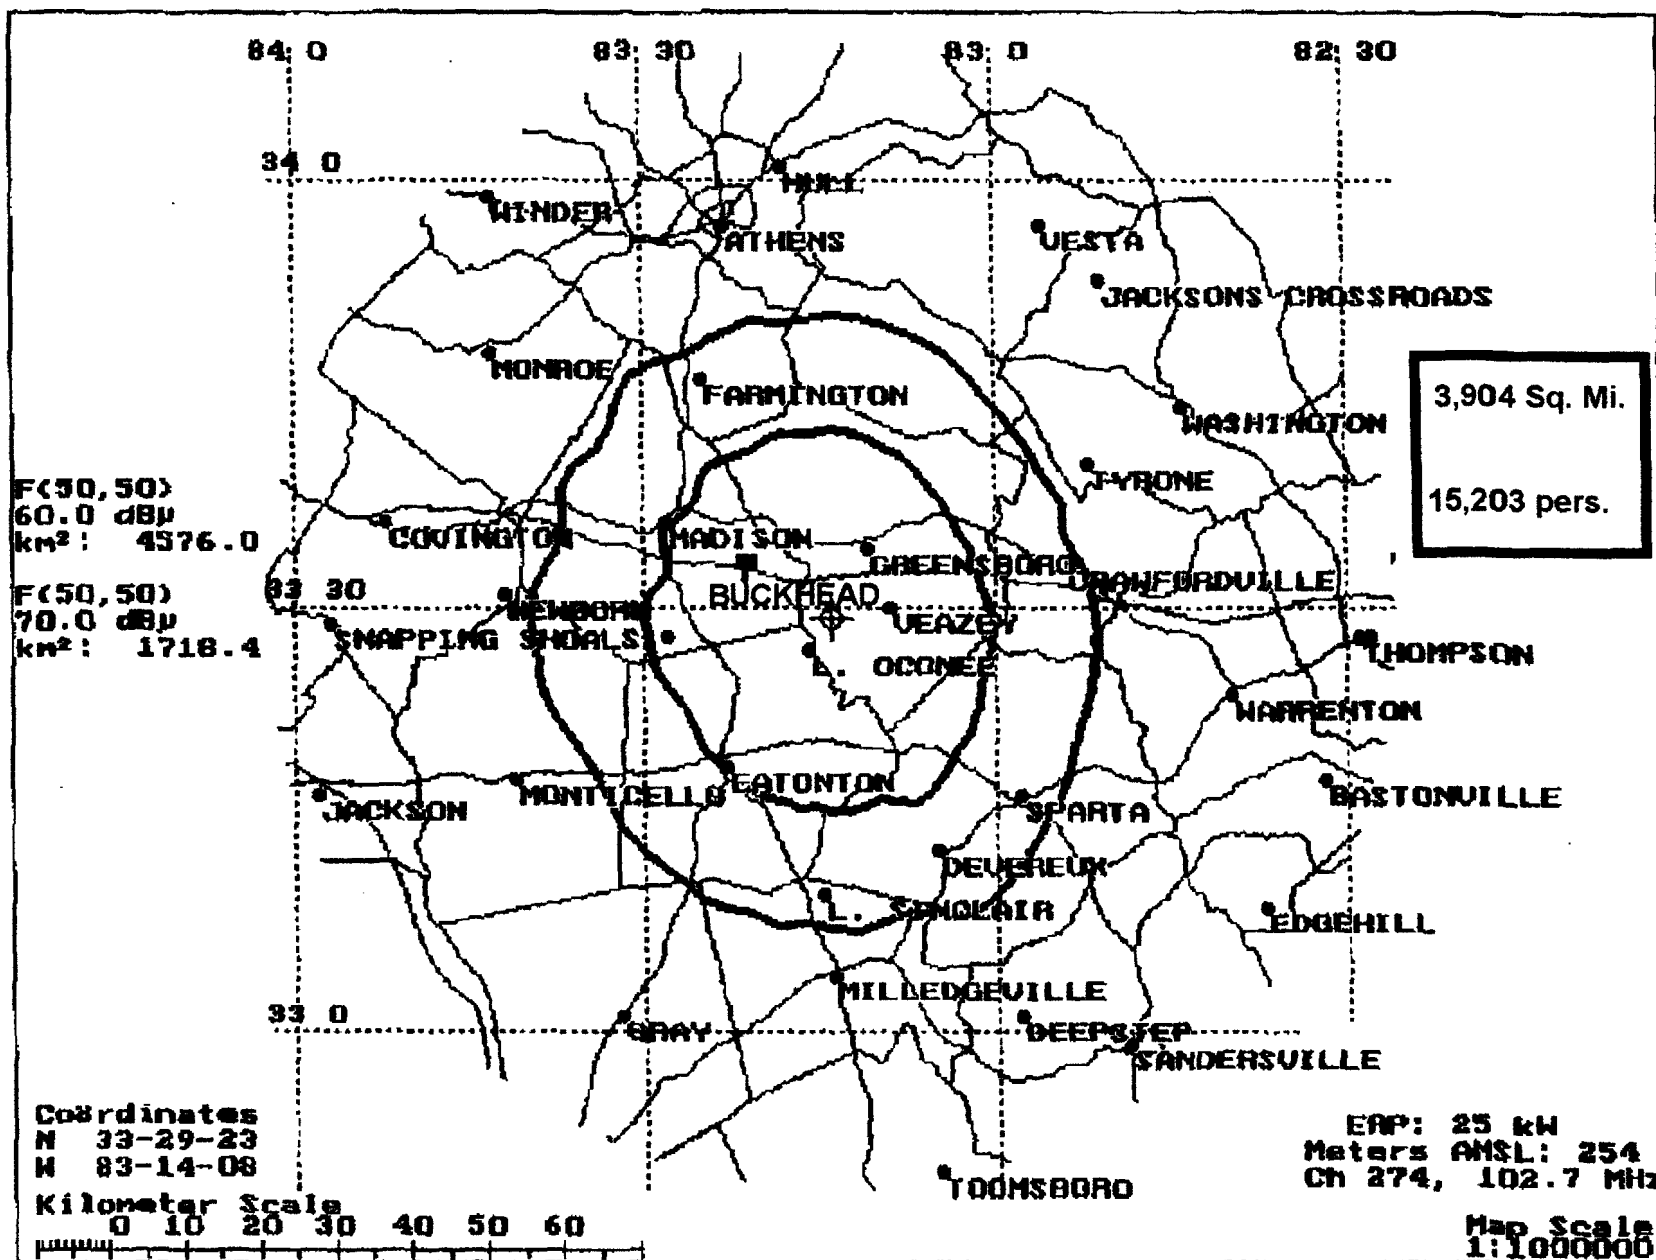 84 0
83 30
83 0
82 30
34 0
HULL
WINDER
ATHENS
VESTA
JACKSONS CROSSROADS
MONROE
FARMINGTON
3,904 Sq. Mi.
WASHINGTON
15,203 pers.
TYRONE
F(50,50)
60.0 dBµ
km²: 4576.0
COVINGTON
MADISON
GREENSBORO
CRAWFORDVILLE
F(50,50)
70.0 dBµ
km²: 1718.4
33 30
NEWBORN
BUCKHEAD
VEAZEY
SNAPPING SHOALS
L. OCONEE
THOMPSON
WARRENTON
EATONTON
JACKSON
MONTICELLO
SPARTA
BASTONVILLE
DEVEREUX
L. SINCLAIR
EDGEHILL
MILLEDGEVILLE
33 0
GRAY
DEEPSTEP
SANDERSVILLE
Coordinates
N 33-29-23
W 83-14-08
ERP: 25 kW
Meters AMSL: 254
Ch 274, 102.7 MHz
TOOMSBORO
Kilometer Scale
0 10 20 30 40 50 60
Map Scale
1:1000000